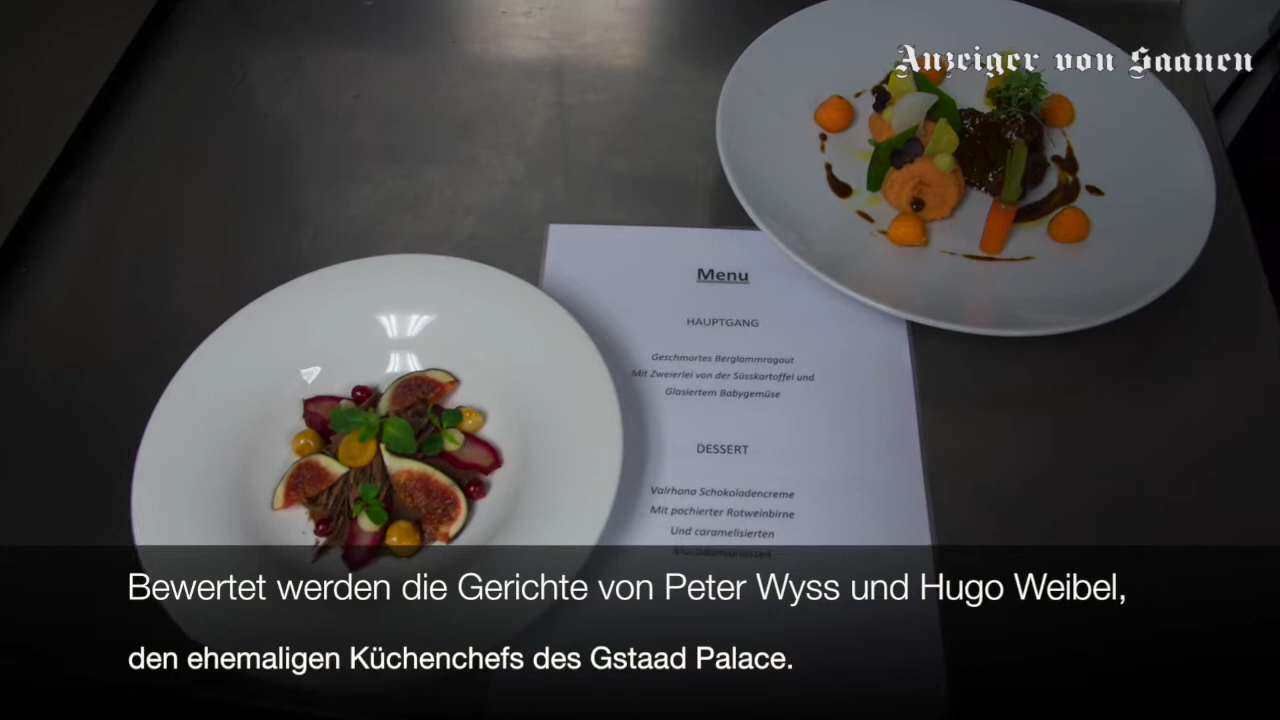 Anzeiger von Saanen
Menu
HAUPTGANG
Geschmortes Berglammragout
Mit Zweierlei von der Süsskartoffel und
Glasiertem Babygemüse
DESSERT
Valrhona Schokoladencreme
Mit pochierter Rotweinbirne
Und caramelisierten
Macadamianüssen
Bewertet werden die Gerichte von Peter Wyss und Hugo Weibel,
den ehemaligen Küchenchefs des Gstaad Palace.